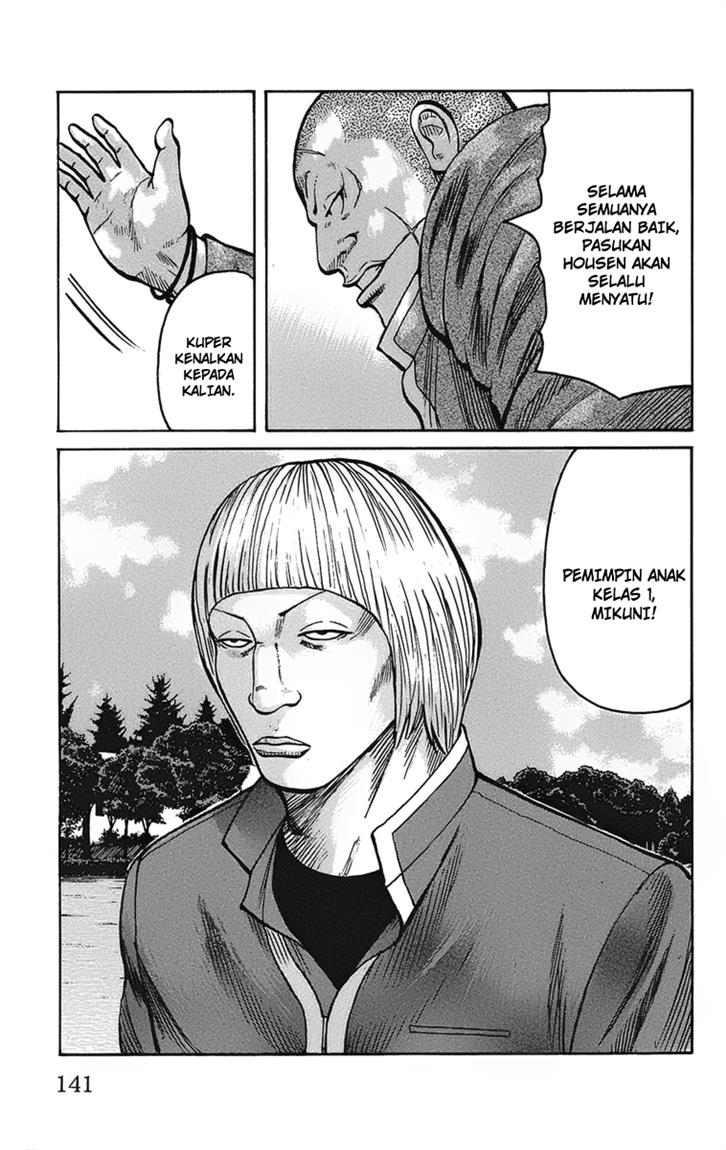 SELAMA
SEMUANYA
BERJALAN BAIK,
PASUKAN
HOUSEN AKAN
SELALU
MENYATU!
KUPER
KENALKAN
KEPADA
KALIAN.
PEMIMPIN ANAK
KELAS 1,
MIKUNI!
141